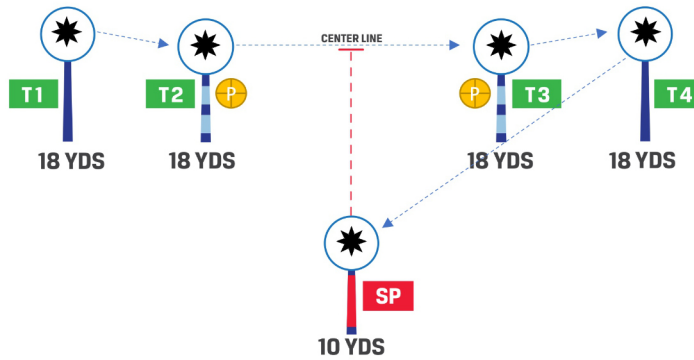 CENTER LINE
T1
T2
P
P
T3
T4
18 YDS
18 YDS
18 YDS
18 YDS
SP
10 YDS